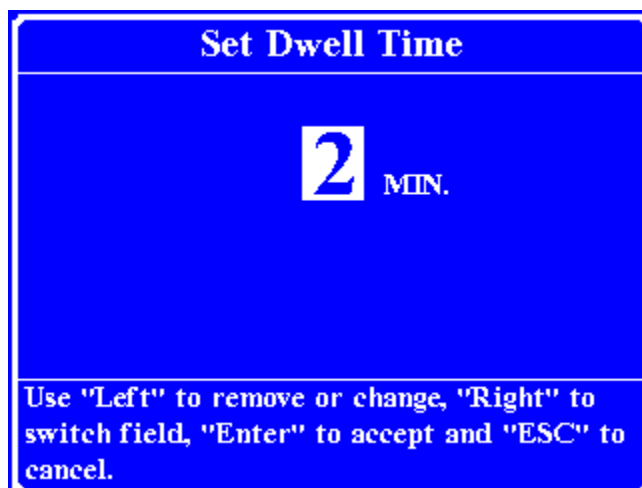 Set Dwell Time
2 MIN.
Use "Left" to remove or change, "Right" to
switch field, "Enter" to accept and "ESC" to
cancel.